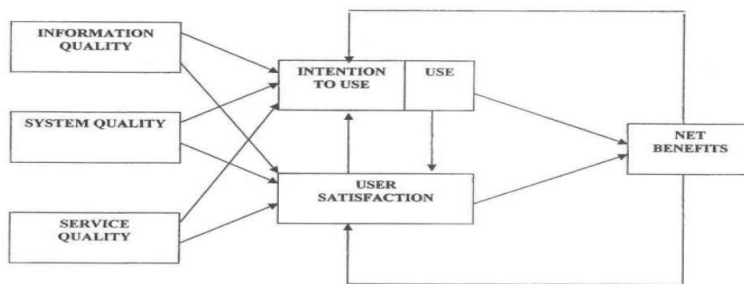 INFORMATION
QUALITY
SYSTEM QUALITY
SERVICE
QUALITY
INTENTION
TO USE
USE
USER
SATISFACTION
NET
BENEFITS